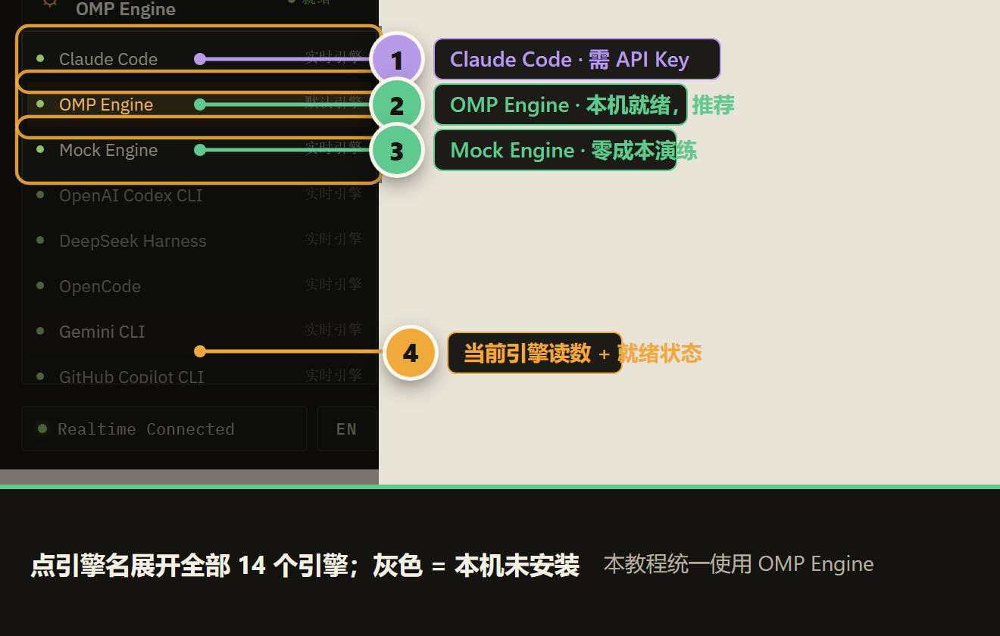 OMP Engine 就绪
Claude Code 实时引擎 1 Claude Code · 需 API Key
OMP Engine 默认引擎 2 OMP Engine · 本机就绪，推荐
Mock Engine 实时引擎 3 Mock Engine · 零成本演练
OpenAI Codex CLI 实时引擎
DeepSeek Harness 实时引擎
OpenCode 实时引擎
Gemini CLI 实时引擎
4 当前引擎读数 + 就绪状态
GitHub Copilot CLI 实时引擎
Realtime Connected EN
点引擎名展开全部 14 个引擎；灰色 = 本机未安装 本教程统一使用 OMP Engine